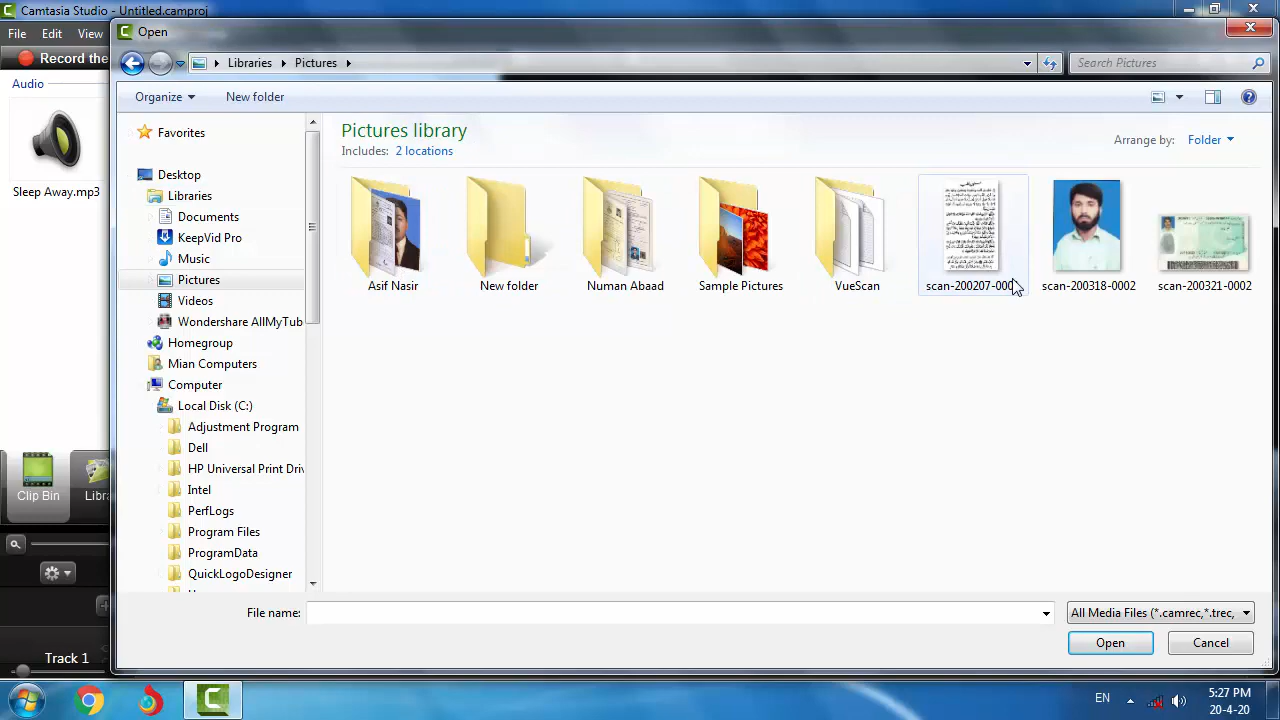 Camtasia Studio - Untitled.camproj
File Edit View
Record the
Audio
Sleep Away.mp3
Clip Bin
Libra
Track 1
Open
Libraries
Pictures
Search Pictures
Organize
New folder
Favorites
Desktop
Libraries
Documents
KeepVid Pro
Music
Pictures
Videos
Wondershare AllMyTub
Homegroup
Mian Computers
Computer
Local Disk (C:)
Adjustment Program
Dell
HP Universal Print Driv
Intel
PerfLogs
Program Files
ProgramData
QuickLogoDesigner
Pictures library
Includes: 2 locations
Arrange by: Folder
Asif Nasir
New folder
Numan Abaad
Sample Pictures
VueScan
scan-200207-000
scan-200318-0002
scan-200321-0002
File name:
All Media Files (*.camrec,*.trec,
Open
Cancel
EN
5:27 PM
20-4-20